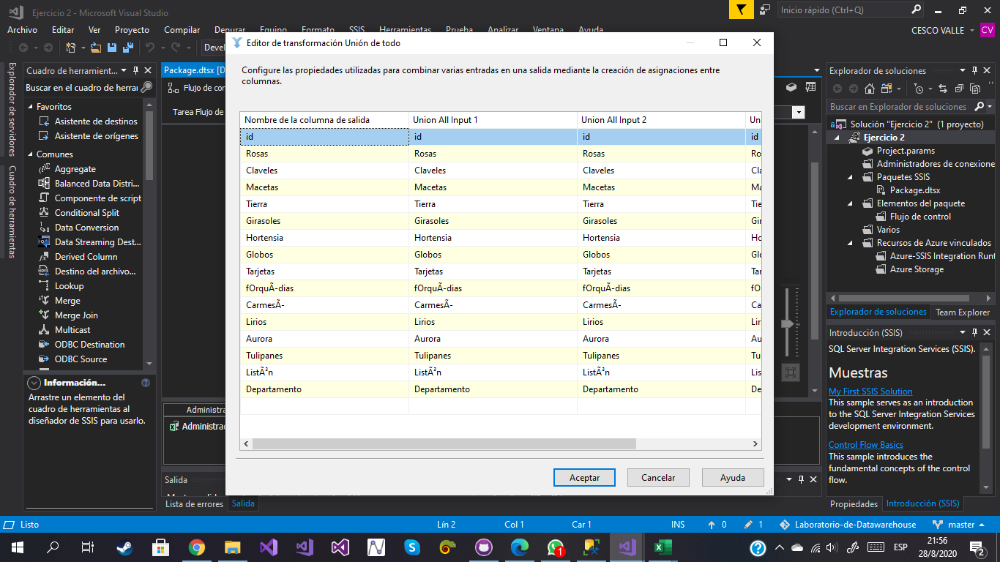 Ejercicio 2 - Microsoft Visual Studio
Inicio rápido (Ctrl+Q)
Archivo Editar Ver Proyecto Compilar Depurar Equipo Formato SSIS Herramientas Prueba Analizar Ventana Ayuda
CESCO VALLE CV
Explorador de servidores
Cuadro de herramientas
Cuadro de herramient...
Buscar en el cuadro de herrar
Favoritos
Asistente de destinos
Asistente de orígenes
Comunes
Aggregate
Balanced Data Distri...
Componente de script
Conditional Split
Data Conversion
Data Streaming Dest...
Derived Column
Destino del archivo...
Lookup
Merge
Merge Join
Multicast
ODBC Destination
ODBC Source
Información...
Arrastre un elemento del
cuadro de herramientas al
diseñador de SSIS para usarlo.
Package.dtsx [D
Flujo de cor
Tarea Flujo de
Administra
Administrac
Salida
Lista de errores Salida
Editor de transformación Unión de todo
Configure las propiedades utilizadas para combinar varias entradas en una salida mediante la creación de asignaciones entre
columnas.
Nombre de la columna de salida Union All Input 1 Union All Input 2 Un
id id id id
Rosas Rosas Rosas Ro
Claveles Claveles Claveles Cla
Macetas Macetas Macetas Ma
Tierra Tierra Tierra Tie
Girasoles Girasoles Girasoles Gir
Hortensia Hortensia Hortensia Ho
Globos Globos Globos Glo
Tarjetas Tarjetas Tarjetas Tar
fOrquÃ-dias fOrquÃ-dias fOrquÃ-dias fO
CarmesÃ- CarmesÃ- CarmesÃ- Ca
Lirios Lirios Lirios Lir
Aurora Aurora Aurora Au
Tulipanes Tulipanes Tulipanes Tu
ListÃ³n ListÃ³n ListÃ³n Lis
Departamento Departamento Departamento De
Aceptar Cancelar Ayuda
Explorador de soluciones
Buscar en Explorador de soluciones
Solución "Ejercicio 2" (1 proyecto)
Ejercicio 2
Project.params
Administradores de conexione
Paquetes SSIS
Package.dtsx
Elementos del paquete
Flujo de control
Varios
Recursos de Azure vinculados
Azure-SSIS Integration Runt
Azure Storage
Explorador de soluciones Team Explorer
Introducción (SSIS)
SQL Server Integration Services (SSIS).
Muestras
My First SSIS Solution
This sample serves as an introduction
to the SQL Server Integration Services
development environment.
Control Flow Basics
This sample introduces the
fundamental concepts of the control
flow.
Propiedades Introducción (SSIS)
Listo Lín 2 Col 1 Car 1 INS 0 1 Laboratorio-de-Datawarehouse master
1
ESP
21:56
28/8/2020
2